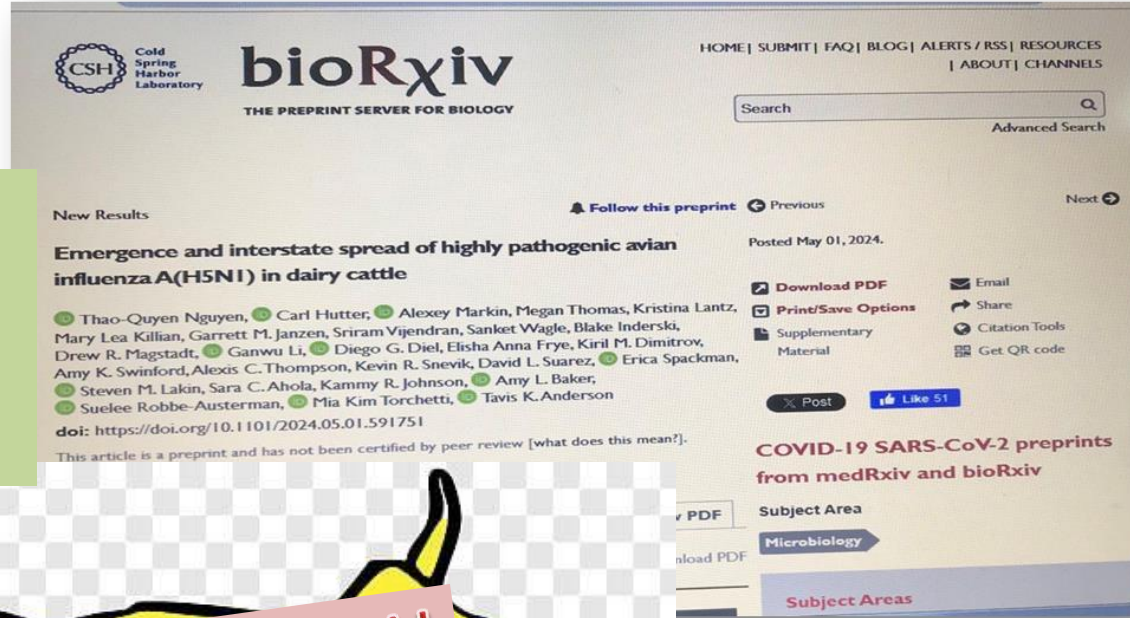 Cold
Spring
Harbor
Laboratory
CSH
bioRχiv
THE PREPRINT SERVER FOR BIOLOGY
HOME| SUBMIT| FAQ| BLOG| ALERTS / RSS| RESOURCES
| ABOUT| CHANNELS
Search
Advanced Search
New Results
Follow this preprint
Previous
Next
Emergence and interstate spread of highly pathogenic avian
influenza A(H5N1) in dairy cattle
Posted May 01, 2024.
Thao-Quyen Nguyen, Carl Hutter, Alexey Markin, Megan Thomas, Kristina Lantz,
Mary Lea Killian, Garrett M. Janzen, Sriram Vijendran, Sanket Wagle, Blake Inderski,
Drew R. Magstadt, Ganwu Li, Diego G. Diel, Elisha Anna Frye, Kiril M. Dimitrov,
Amy K. Swinford, Alexis C. Thompson, Kevin R. Snevik, David L. Suarez, Erica Spackman,
Steven M. Lakin, Sara C. Ahola, Kammy R. Johnson, Amy L. Baker,
Suelee Robbe-Austerman, Mia Kim Torchetti, Tavis K. Anderson
doi: https://doi.org/10.1101/2024.05.01.591751
This article is a preprint and has not been certified by peer review [what does this mean?].
Download PDF
Email
Print/Save Options
Share
Supplementary
Material
Citation Tools
Get QR code
Post
Like 51
COVID-19 SARS-CoV-2 preprints
from medRxiv and bioRxiv
Subject Area
Microbiology
Subject Areas
PDF
PDF